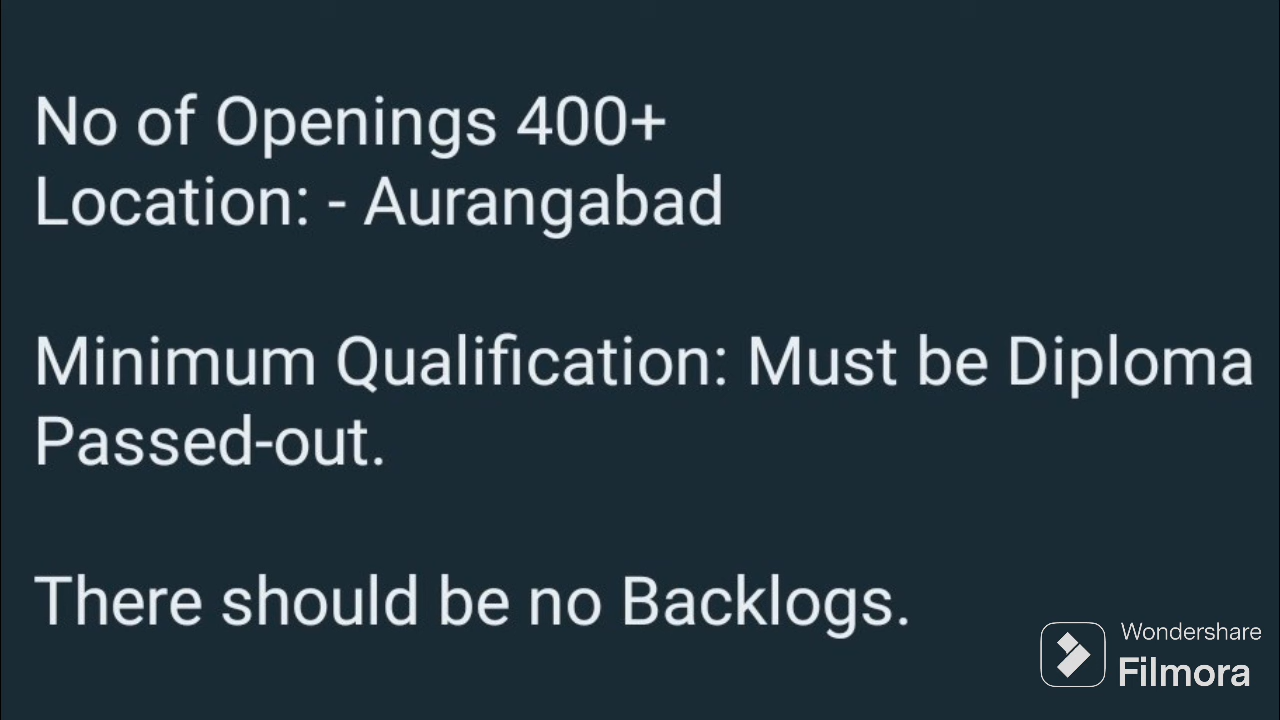 No of Openings 400+
Location: - Aurangabad
Minimum Qualification: Must be Diploma
Passed-out.
There should be no Backlogs.
Wondershare
Filmora